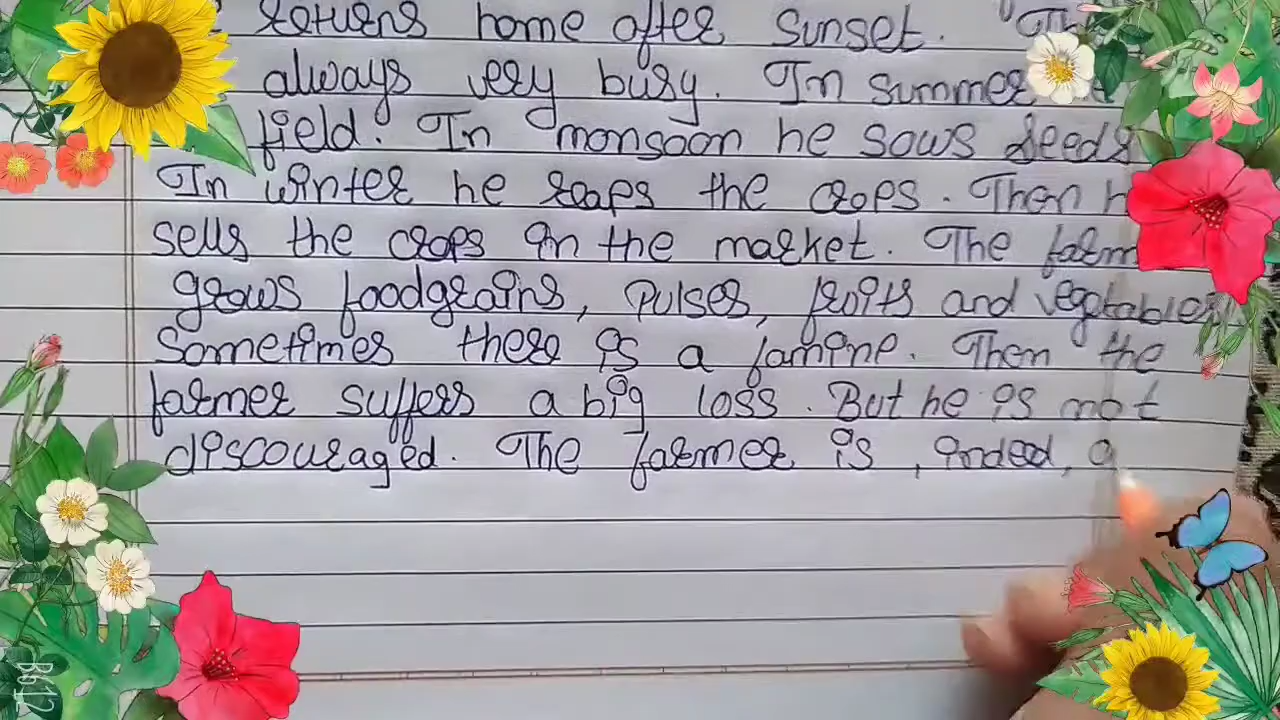 returns home after sunset.
always very busy. In summer
field. In monsoon he sows seeds
In winter he reaps the crops. Then
sells the crops in the market. The
grows foodgrains, pulses, fruits and vegetables
Sometimes there is a famine. Then the
farmer suffers a big loss. But he is not
discouraged. The farmer is, indeed, a
B612